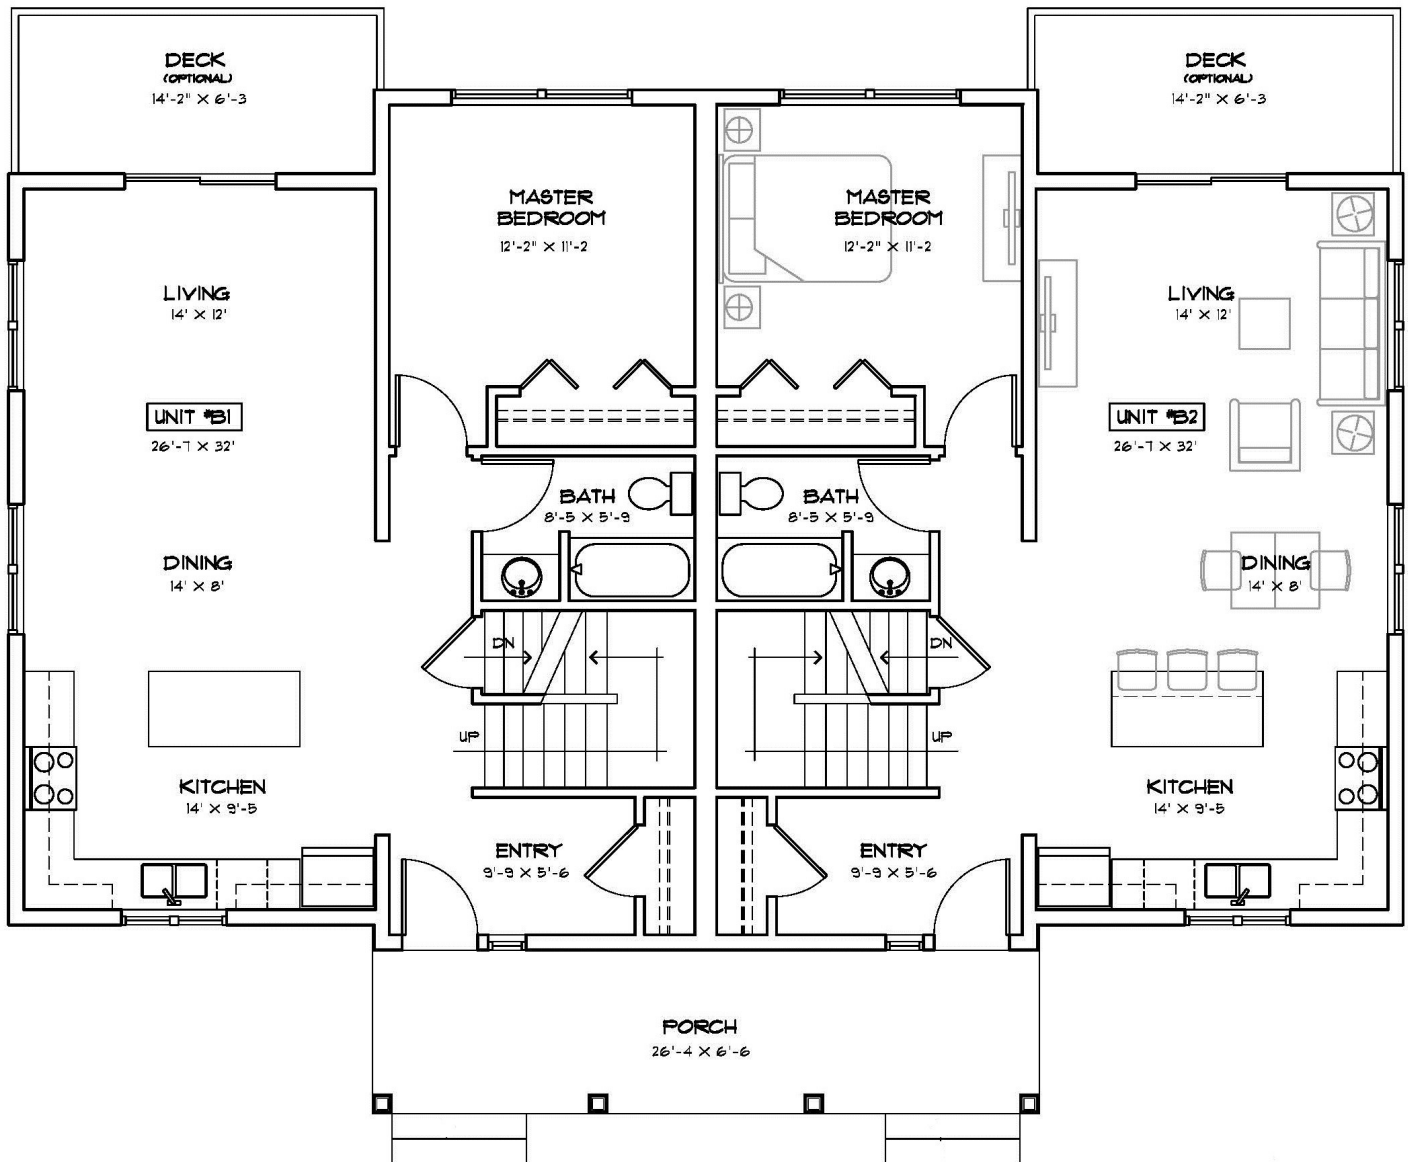 DECK
(OPTIONAL)
14'-2" X 6'-3
DECK
(OPTIONAL)
14'-2" X 6'-3
MASTER
BEDROOM
12'-2" X 11'-2
MASTER
BEDROOM
12'-2" X 11'-2
LIVING
14' X 12'
LIVING
14' X 12'
UNIT #B1
26'-7 X 32'
UNIT #B2
26'-7 X 32'
BATH
8'-5 X 5'-9
BATH
8'-5 X 5'-9
DINING
14' X 8'
DINING
14' X 8'
DN
DN
UP
UP
KITCHEN
14' X 9'-5
KITCHEN
14' X 9'-5
ENTRY
9'-9 X 5'-6
ENTRY
9'-9 X 5'-6
PORCH
26'-4 X 6'-6